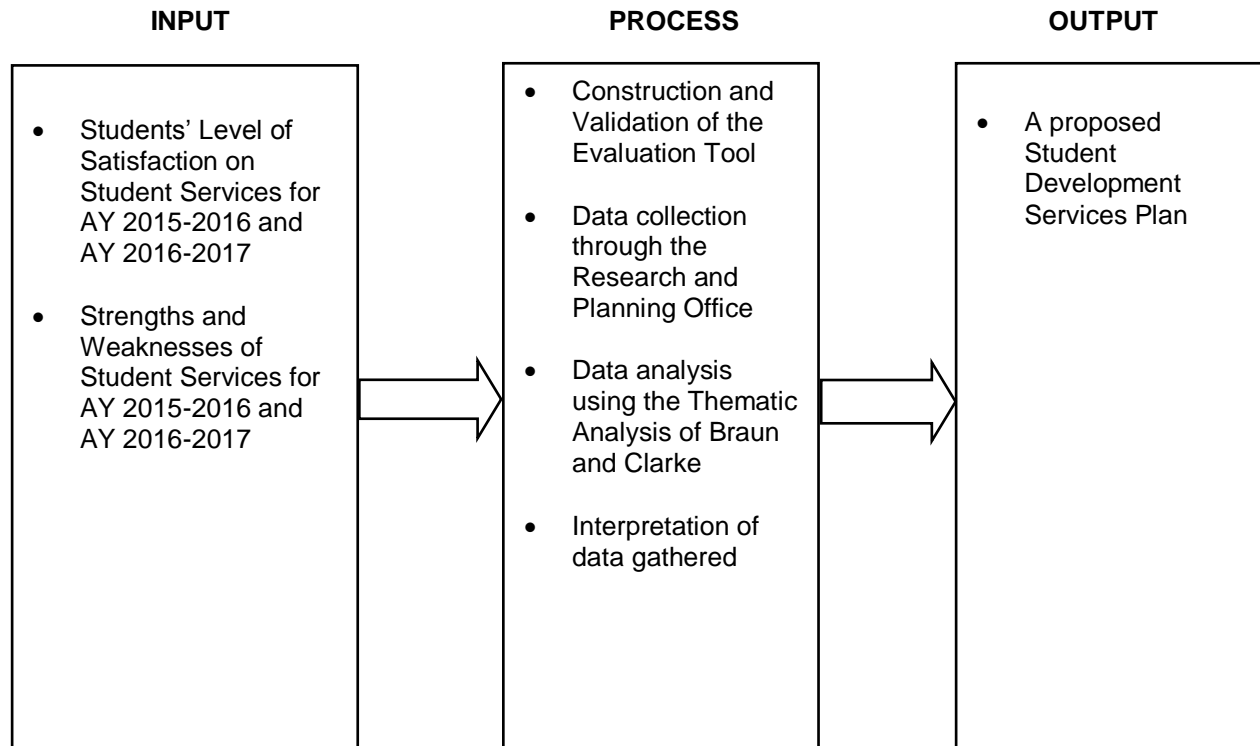 INPUT
PROCESS
OUTPUT
• Students’ Level of
Satisfaction on
Student Services for
AY 2015-2016 and
AY 2016-2017
• Strengths and
Weaknesses of
Student Services for
AY 2015-2016 and
AY 2016-2017
• Construction and
Validation of the
Evaluation Tool
• Data collection
through the
Research and
Planning Office
• Data analysis
using the Thematic
Analysis of Braun
and Clarke
• Interpretation of
data gathered
• A proposed
Student
Development
Services Plan